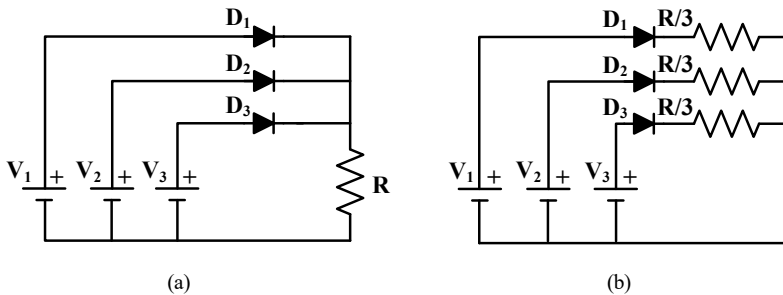 D₁
D₂
D₃
V₁ + V₂ + V₃ +
R
(a)
D₁ R/3
D₂ R/3
D₃ R/3
V₁ + V₂ + V₃ +
(b)